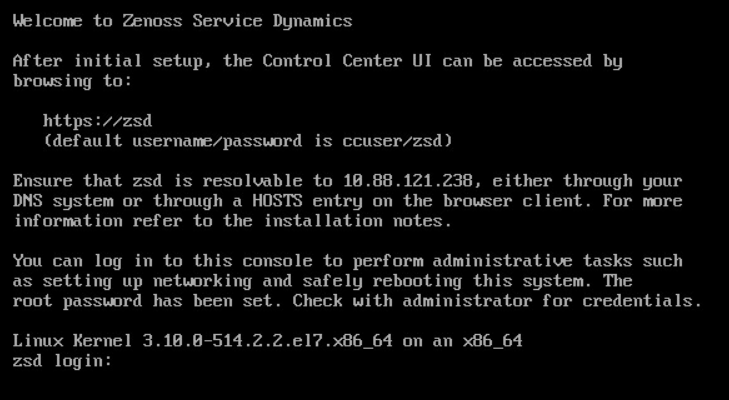 Welcome to Zenoss Service Dynamics
After initial setup, the Control Center UI can be accessed by
browsing to:
https://zsd
(default username/password is ccuser/zsd)
Ensure that zsd is resolvable to 10.88.121.238, either through your
DNS system or through a HOSTS entry on the browser client. For more
information refer to the installation notes.
You can log in to this console to perform administrative tasks such
as setting up networking and safely rebooting this system. The
root password has been set. Check with administrator for credentials.
Linux Kernel 3.10.0-514.2.2.el7.x86_64 on an x86_64
zsd login: